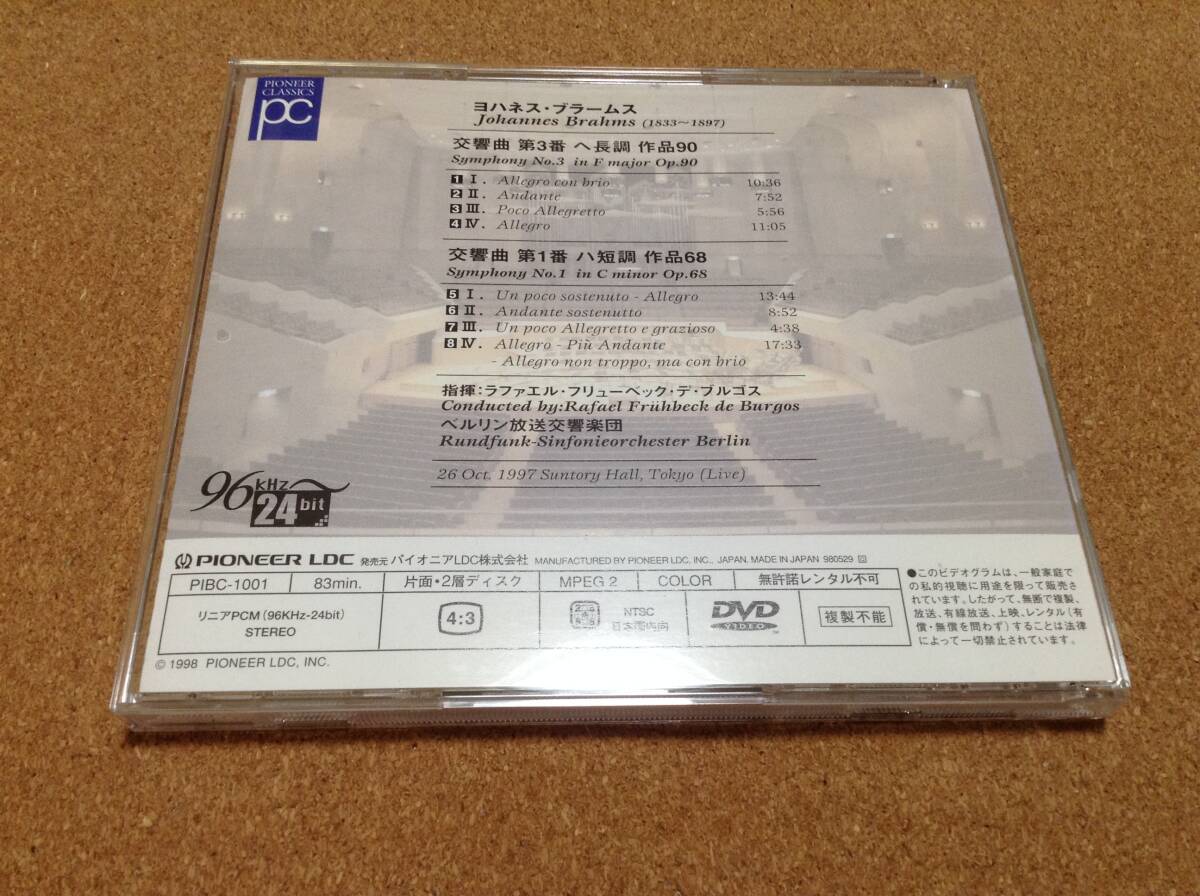 PIONEER
CLASSICS
pc
ヨハネス・ブラームス
Johannes Brahms (1833～1897)
交響曲 第3番 ヘ長調 作品90
Symphony No.3 in F major Op.90
1 I. Allegro con brio 10:36
2 II. Andante 7:52
3 III. Poco Allegretto 5:56
4 IV. Allegro 11:05
交響曲 第1番 ハ短調 作品68
Symphony No.1 in C minor Op.68
5 I. Un poco sostenuto - Allegro 13:44
6 II. Andante sostenutto 8:52
7 III. Un poco Allegretto e grazioso 4:38
8 IV. Allegro - Più Andante 17:33
- Allegro non troppo, ma con brio
指揮:ラファエル・フリューベック・デ・ブルゴス
Conducted by:Rafael Frühbeck de Burgos
ベルリン放送交響楽団
Rundfunk-Sinfonieorchester Berlin
26 Oct. 1997 Suntory Hall, Tokyo (Live)
96 KHz
24 bit
PIONEER LDC 発売元 パイオニアLDC株式会社 MANUFACTURED BY PIONEER LDC, INC., JAPAN. MADE IN JAPAN 980529
PIBC-1001 83min. 片面・2層ディスク MPEG 2 COLOR 無許諾レンタル不可
リニアPCM (96KHz-24bit)
STEREO
4:3
2
NTSC
日本国内向
DVD
VIDEO
TM
複製不能
●このビデオグラムは、一般家庭で
の私的視聴に用途を限って販売さ
れています。したがって、無断で複製、
放送、有線放送、上映、レンタル(有
償・無償を問わず)することは法律
によって一切禁止されています。
© 1998 PIONEER LDC, INC.